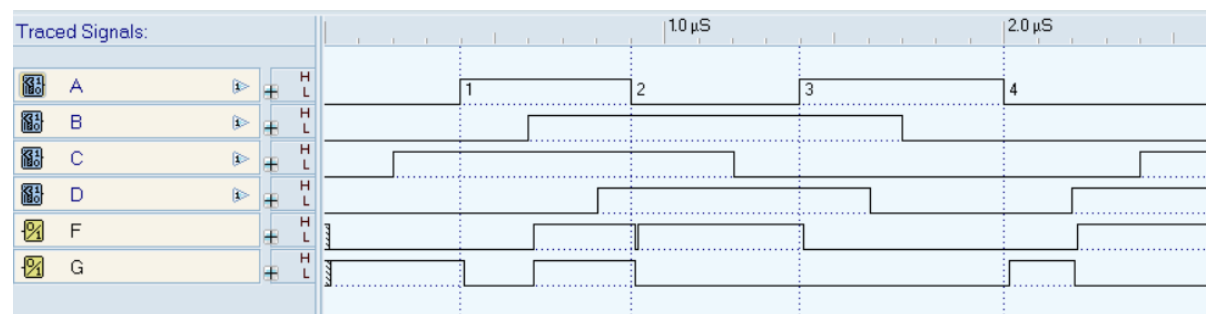 Traced Signals: 1.0 µS 2.0 µS
A H L 1 2 3 4
B H L
C H L
D H L
F H L
G H L